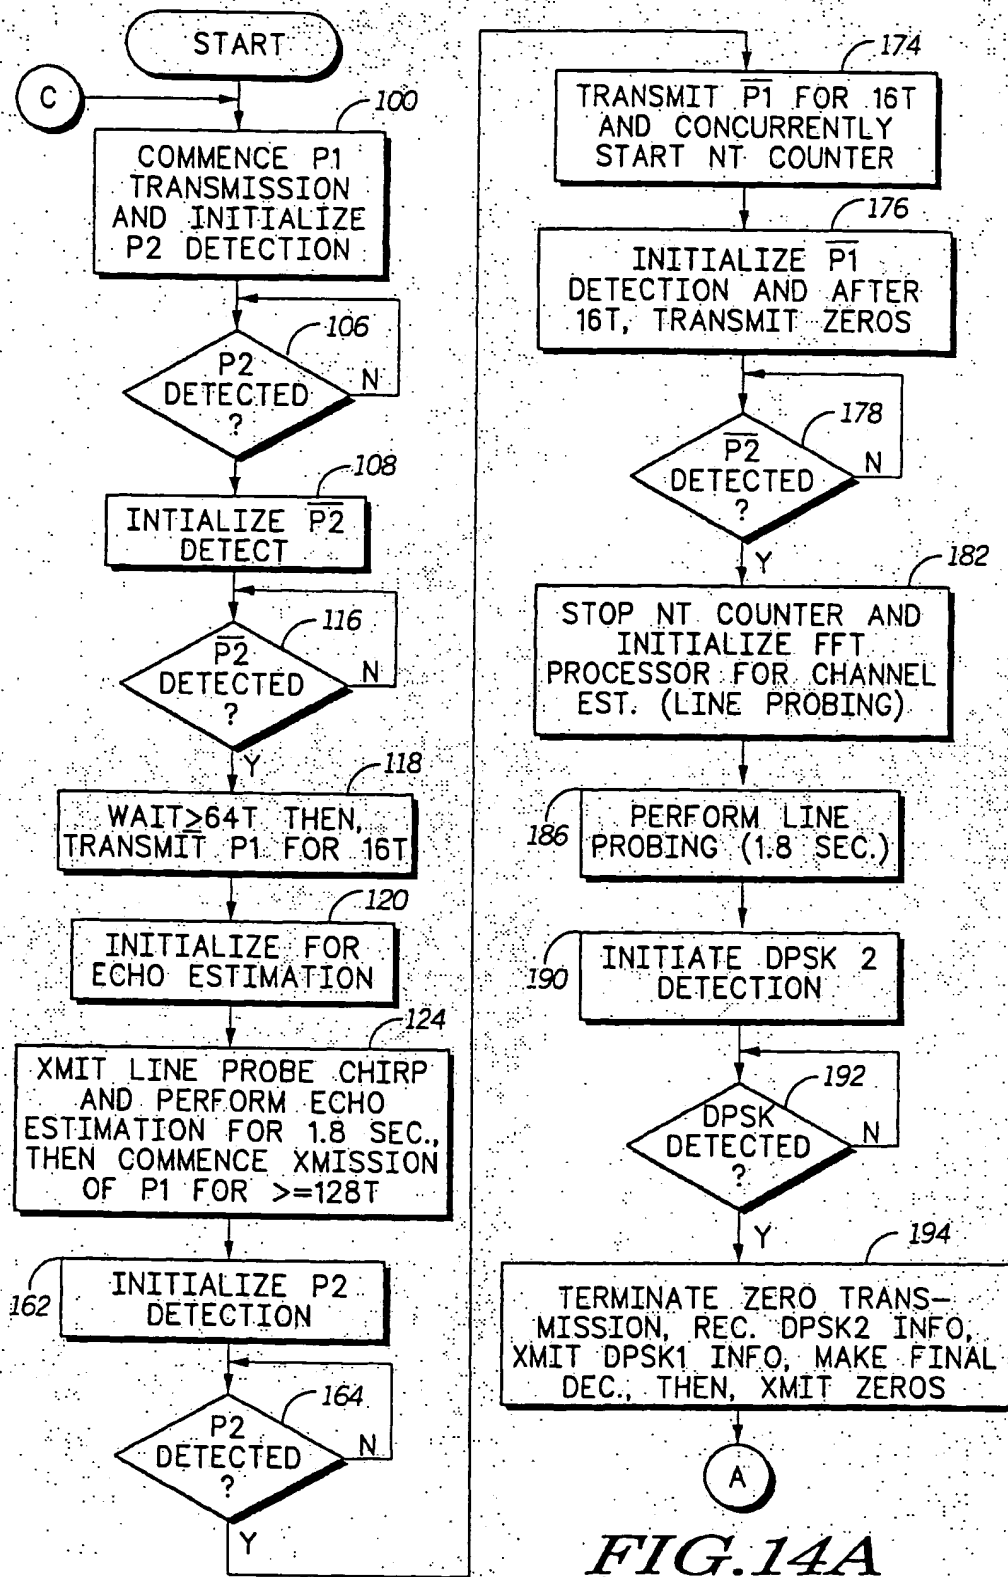 START
C
100
COMMENCE P1
TRANSMISSION
AND INITIALIZE
P2 DETECTION
106
P2
DETECTED
?
N
108
INTIALIZE P̅2̅
DETECT
116
P̅2̅
DETECTED
?
N
Y
118
WAIT≥64T THEN,
TRANSMIT P1 FOR 16T
120
INITIALIZE FOR
ECHO ESTIMATION
124
XMIT LINE PROBE CHIRP
AND PERFORM ECHO
ESTIMATION FOR 1.8 SEC.,
THEN COMMENCE XMISSION
OF P1 FOR >=128T
162
INITIALIZE P2
DETECTION
164
P2
DETECTED
?
N
Y
174
TRANSMIT P̅1̅ FOR 16T
AND CONCURRENTLY
START NT COUNTER
176
INITIALIZE P̅1̅
DETECTION AND AFTER
16T, TRANSMIT ZEROS
178
P̅2̅
DETECTED
?
N
Y
182
STOP NT COUNTER AND
INITIALIZE FFT
PROCESSOR FOR CHANNEL
EST. (LINE PROBING)
186
PERFORM LINE
PROBING (1.8 SEC.)
190
INITIATE DPSK 2
DETECTION
192
DPSK
DETECTED
?
N
Y
194
TERMINATE ZERO TRANS-
MISSION, REC. DPSK2 INFO,
XMIT DPSK1 INFO, MAKE FINAL
DEC., THEN, XMIT ZEROS
A
FIG.14A